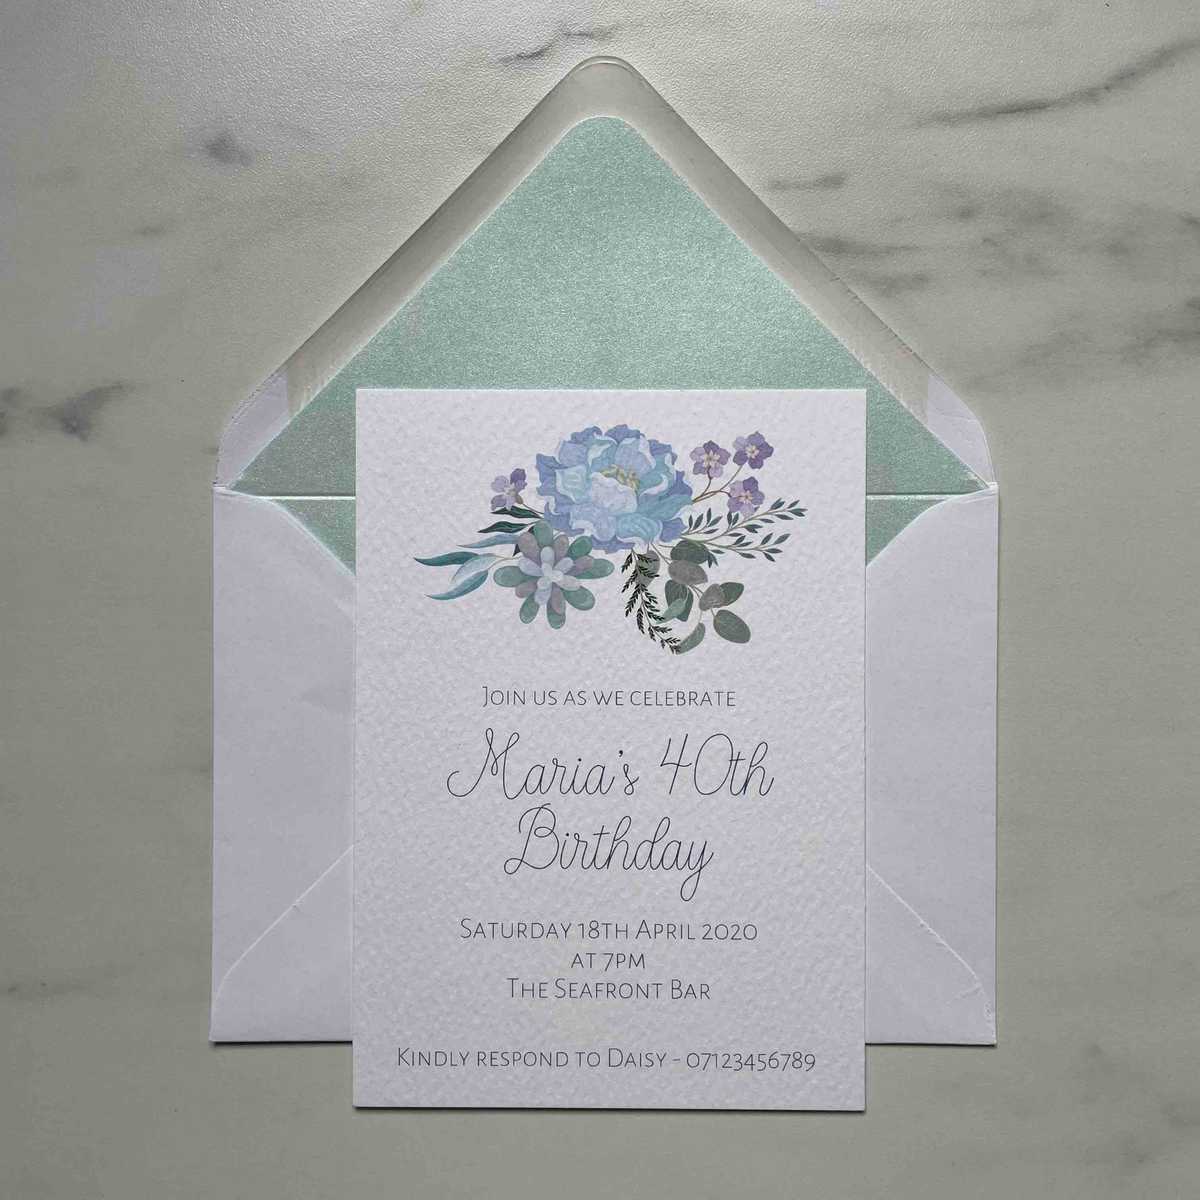 Join us as we celebrate
Maria's 40th
Birthday
Saturday 18th April 2020
at 7pm
The Seafront Bar
Kindly respond to Daisy - 07123456789